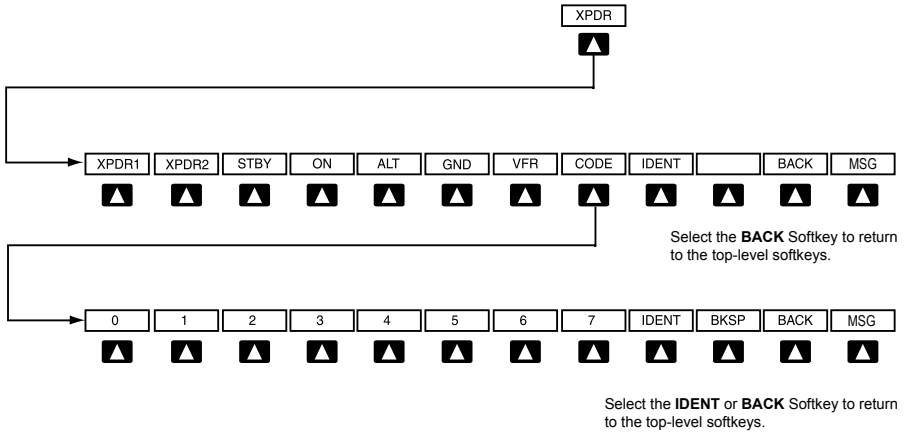 XPDR
XPDR1 XPDR2 STBY ON ALT GND VFR CODE IDENT BACK MSG
Select the BACK Softkey to return
to the top-level softkeys.
0 1 2 3 4 5 6 7 IDENT BKSP BACK MSG
Select the IDENT or BACK Softkey to return
to the top-level softkeys.